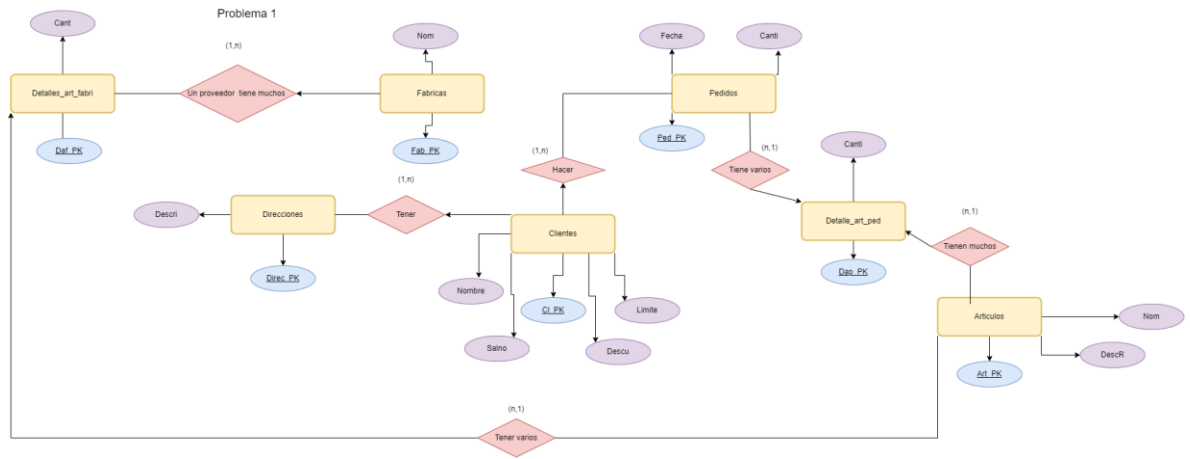 Problema 1
Cant
(1,n)
Nom
Fecha
Canti
Detalles_art_fabri
Un proveedor tiene muchos
Fabricas
Pedidos
Daf_PK
Fab_PK
Ped_PK
(1,n)
(n,1)
Canti
Hacer
Tiene varios
(1,n)
Descri
Direcciones
Tener
Clientes
Detalle_art_ped
(n,1)
Tienen muchos
Direc_PK
Dap_PK
Nombre
Cl_PK
Limite
Articulos
Nom
Salno
Descu
DescR
Art_PK
(n,1)
Tener varios